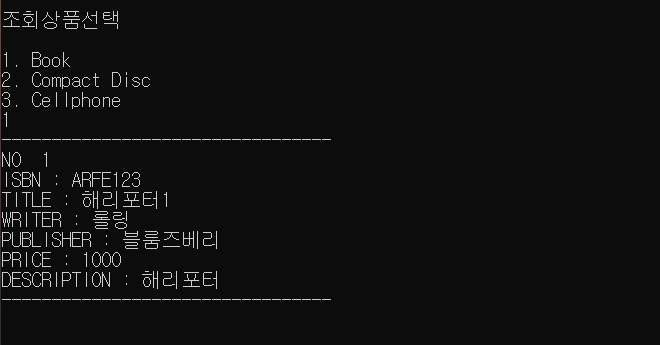 조회상품선택
1. Book
2. Compact Disc
3. Cellphone
1
---------------------------------
NO  1
ISBN : ARFE123
TITLE : 해리포터1
WRITER : 롤링
PUBLISHER : 블룸즈베리
PRICE : 1000
DESCRIPTION : 해리포터
---------------------------------